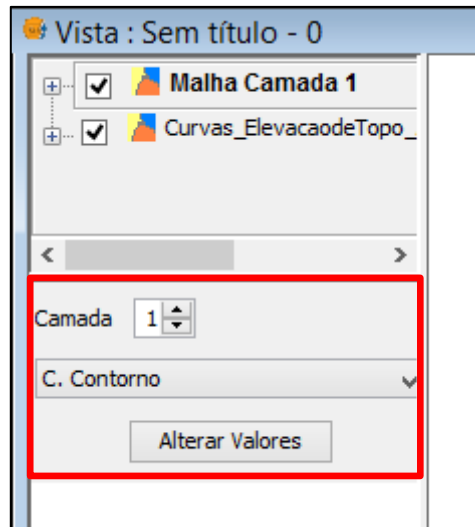 Vista : Sem título - 0
Malha Camada 1
Curvas_ElevacaodeTopo_
Camada 1
C. Contorno
Alterar Valores